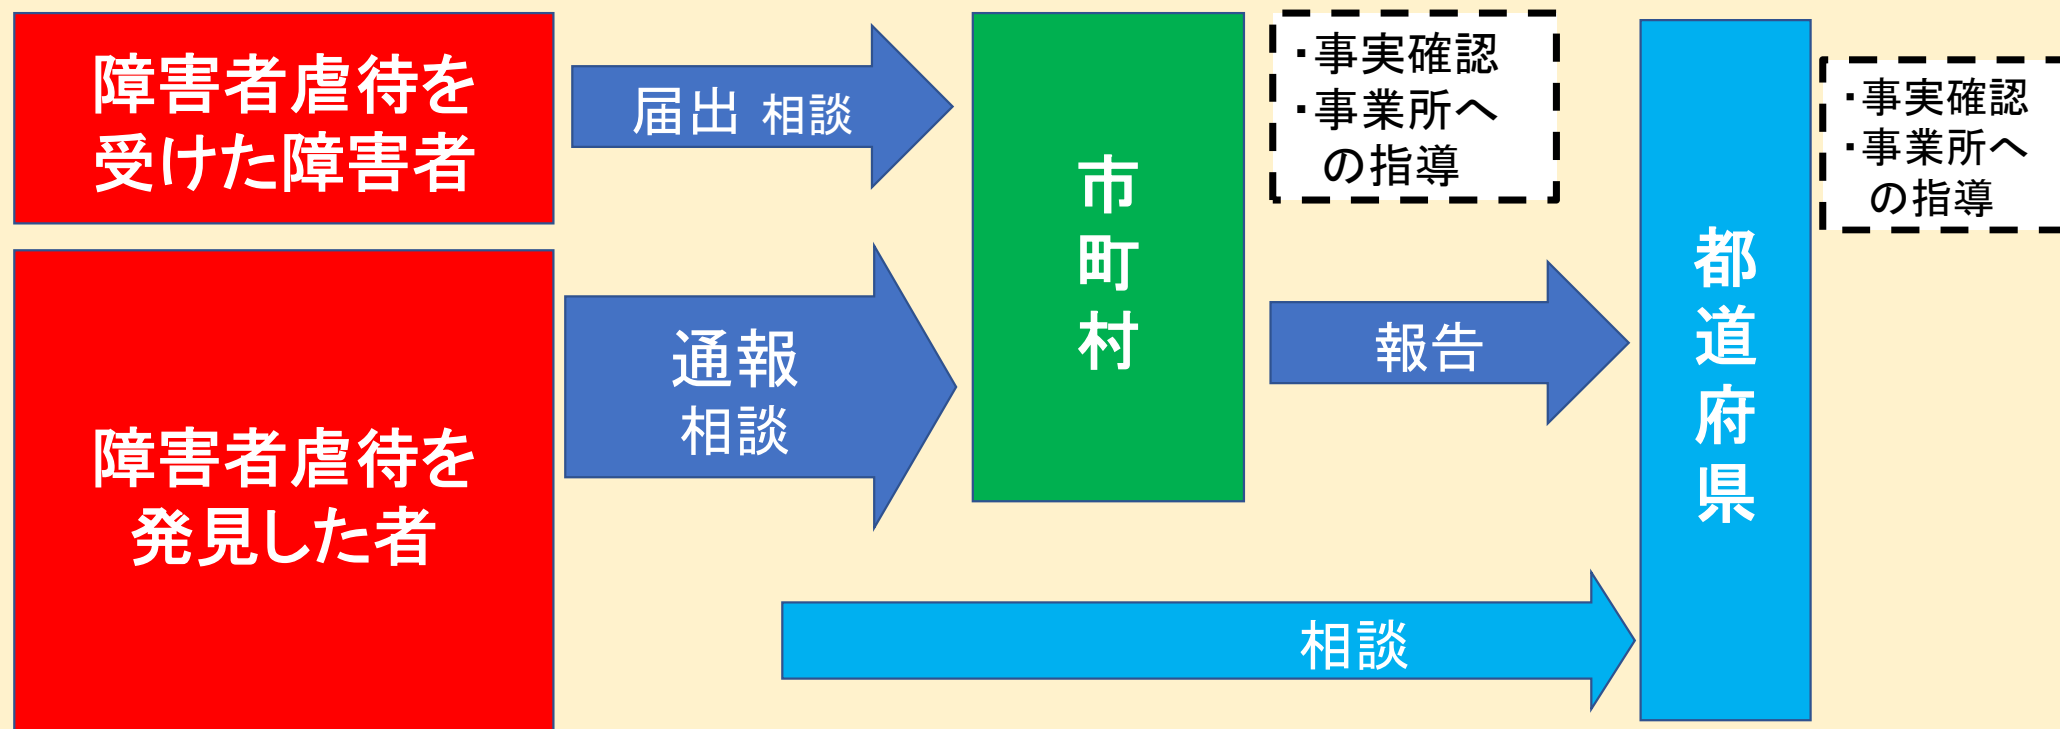 障害者虐待を
受けた障害者
届出 相談
市町村
・事実確認
・事業所へ
の指導
・事実確認
・事業所へ
の指導
都道府県
障害者虐待を
発見した者
通報
相談
報告
相談